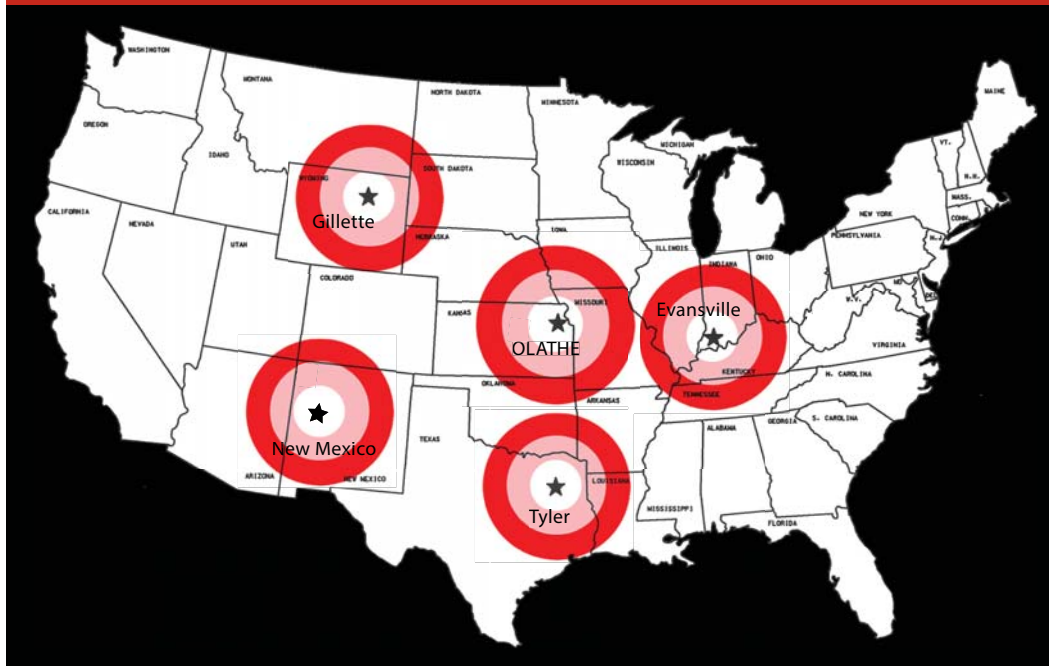 WASHINGTON
MONTANA
NORTH DAKOTA
MINNESOTA
MAINE
OREGON
IDAHO
WISCONSIN
MICHIGAN
VT.
N.H.
WYOMING
SOUTH DAKOTA
MASS.
CALIFORNIA
NEVADA
Gillette
NEW YORK
CONN.
UTAH
NEBRASKA
IOWA
ILLINOIS
INDIANA
OHIO
PENNSYLVANIA
N.J.
COLORADO
KANSAS
MISSOURI
Evansville
W.V.
MD
DEL
OLATHE
VIRGINIA
KENTUCKY
N. CAROLINA
OKLAHOMA
ARKANSAS
TENNESSEE
S. CAROLINA
New Mexico
TEXAS
ALABAMA
GEORGIA
ARIZONA
NEW MEXICO
LOUISIANA
Tyler
MISSISSIPPI
FLORIDA